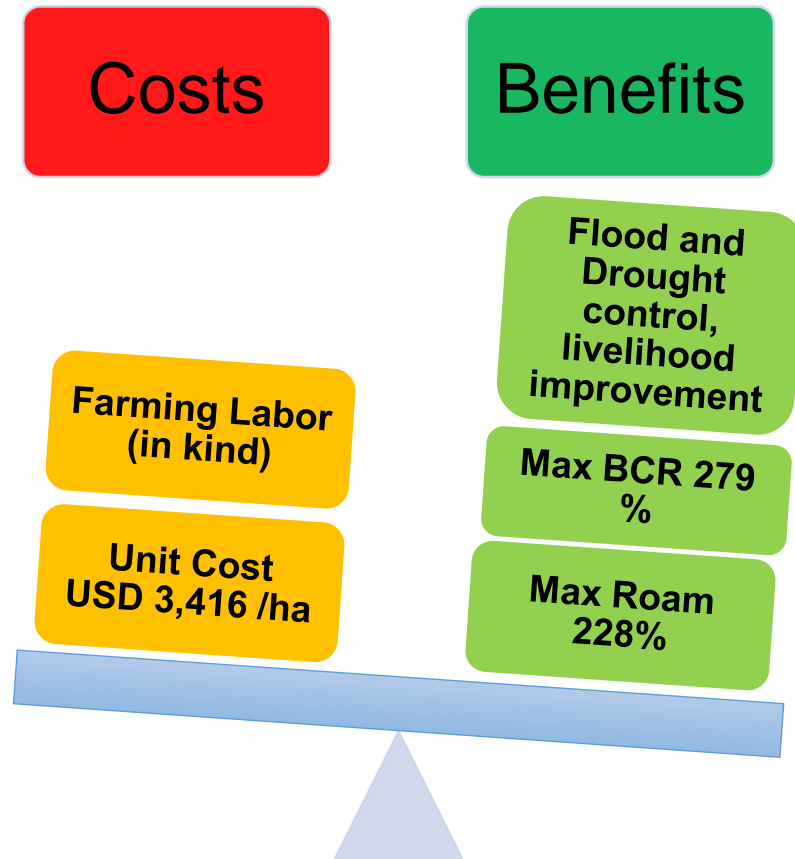 Costs
Benefits
Farming Labor
(in kind)
Unit Cost
USD 3,416 /ha
Flood and
Drought
control,
livelihood
improvement
Max BCR 279
%
Max Roam
228%